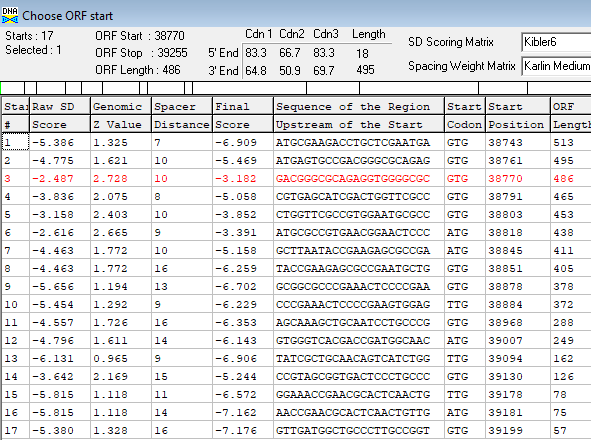 DNA Choose ORF start
Starts : 17 ORF Start : 38770 Cdn 1 Cdn2 Cdn3 Length SD Scoring Matrix Kibler6
Selected : 1 ORF Stop : 39255 5' End 83.3 66.7 83.3 18
ORF Length : 486 3' End 64.8 50.9 69.7 495 Spacing Weight Matrix Karlin Medium
Star Raw SD Genomic Spacer Final Sequence of the Region Start Start ORF
# Score Z Value Distance Score Upstream of the Start Codon Position Length
1 -5.386 1.325 7 -6.909 ATGCGAAGACCTGCTCGAATGA GTG 38743 513
2 -4.775 1.621 10 -5.469 ATGAGTGCCGACGGGCGCAGAG GTG 38761 495
3 -2.487 2.728 10 -3.182 GACGGGCGCAGAGGTGGGGCGC GTG 38770 486
4 -3.836 2.075 8 -5.058 CGTGAGCATCGACTGGTTCGCC GTG 38791 465
5 -3.158 2.403 10 -3.852 CTGGTTCGCCGTGGAATGCGCC GTG 38803 453
6 -2.616 2.665 9 -3.391 ATGCGCCGTGAACGGAACTCCC ATG 38818 438
7 -4.463 1.772 10 -5.158 GCTTAATACCGAAGAGCGCCGA ATG 38845 411
8 -4.463 1.772 16 -6.259 TACCGAAGAGCGCCGAATGCTG GTG 38851 405
9 -5.656 1.194 13 -6.702 GCGGCGCCCGAAACTCCCCGAA GTG 38878 378
10 -5.454 1.292 9 -6.229 CCCGAAACTCCCCGAAGTGGAG TTG 38884 372
11 -4.557 1.726 16 -6.353 AGCAAAGCTGCAATCCTGCCCG GTG 38968 288
12 -4.796 1.611 14 -6.143 GTGGGTCACGACCGATGGCAAC ATG 39007 249
13 -6.131 0.965 9 -6.906 TATCGCTGCAACAGTCATCTGG TTG 39094 162
14 -3.642 2.169 15 -5.244 CCGTAGCGGTGACTCCCTGCCC GTG 39130 126
15 -5.815 1.118 11 -6.572 GGAAACCGAACGCACTCAACTG TTG 39178 78
16 -5.815 1.118 14 -7.162 AACCGAACGCACTCAACTGTTG ATG 39181 75
17 -5.380 1.328 16 -7.176 GTTGATGGCTGCCCTTGCCGGT GTG 39199 57